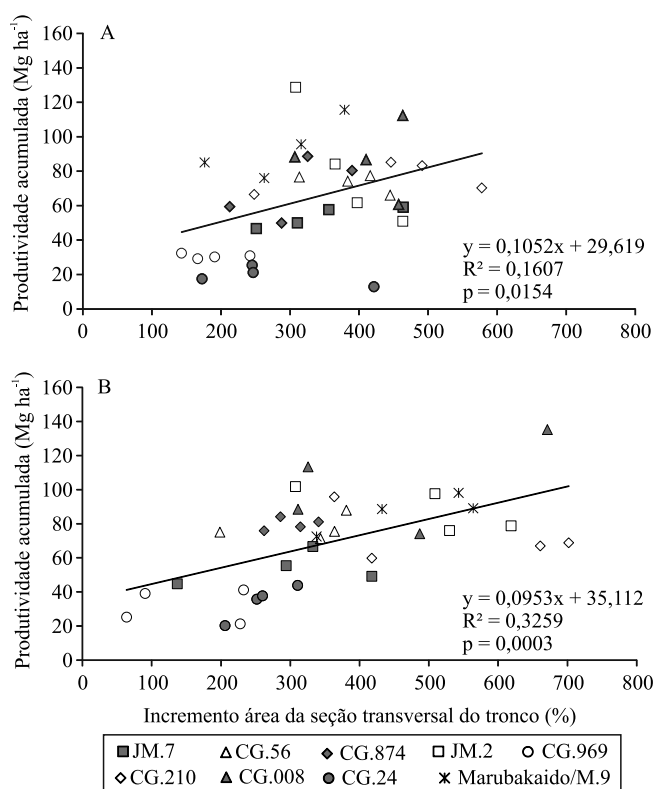 A
Produtividade acumulada (Mg ha⁻¹)
160
140
120
100
80
60
40
20
0
0 100 200 300 400 500 600 700 800
y = 0,1052x + 29,619
R² = 0,1607
p = 0,0154
B
Produtividade acumulada (Mg ha⁻¹)
160
140
120
100
80
60
40
20
0
0 100 200 300 400 500 600 700 800
y = 0,0953x + 35,112
R² = 0,3259
p = 0,0003
Incremento área da seção transversal do tronco (%)
JM.7 CG.56 CG.874 JM.2 CG.969
CG.210 CG.008 CG.24 Marubakaido/M.9